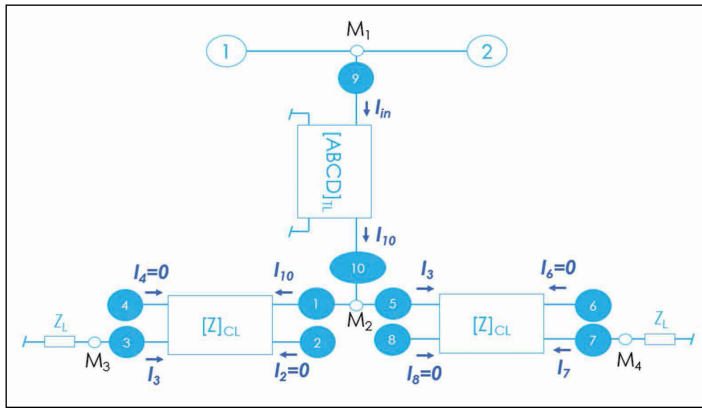 M1
1
2
9
Iin
[ABCD]TL
I10
10
I4=0
I10
I3
I6=0
4
1
M2
5
6
ZL
[Z]CL
[Z]CL
ZL
M3
3
2
8
7
M4
I3
I2=0
I8=0
I7